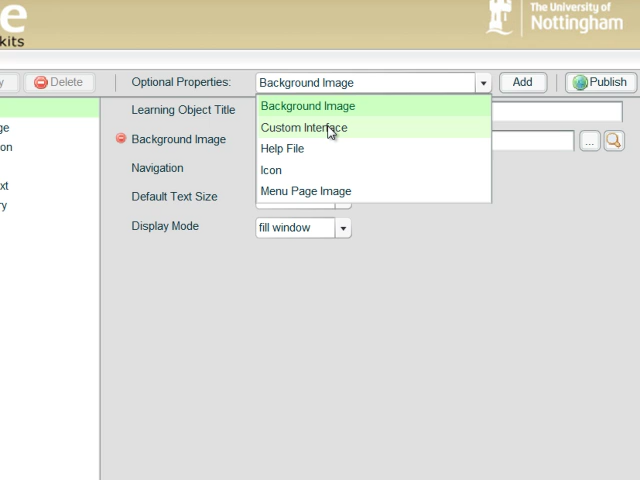 The University of
Nottingham
e
kits
y Delete Optional Properties: Background Image Add Publish
Background Image
Custom Interface
Help File
Icon
Menu Page Image
Learning Object Title
Background Image ...
Navigation
Default Text Size
Display Mode fill window
ge
on
xt
ry